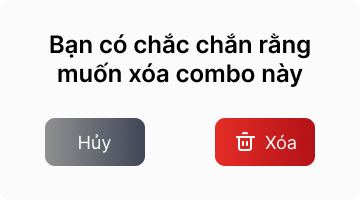 Bạn có chắc chắn rằng
muốn xóa combo này
Hủy
Xóa